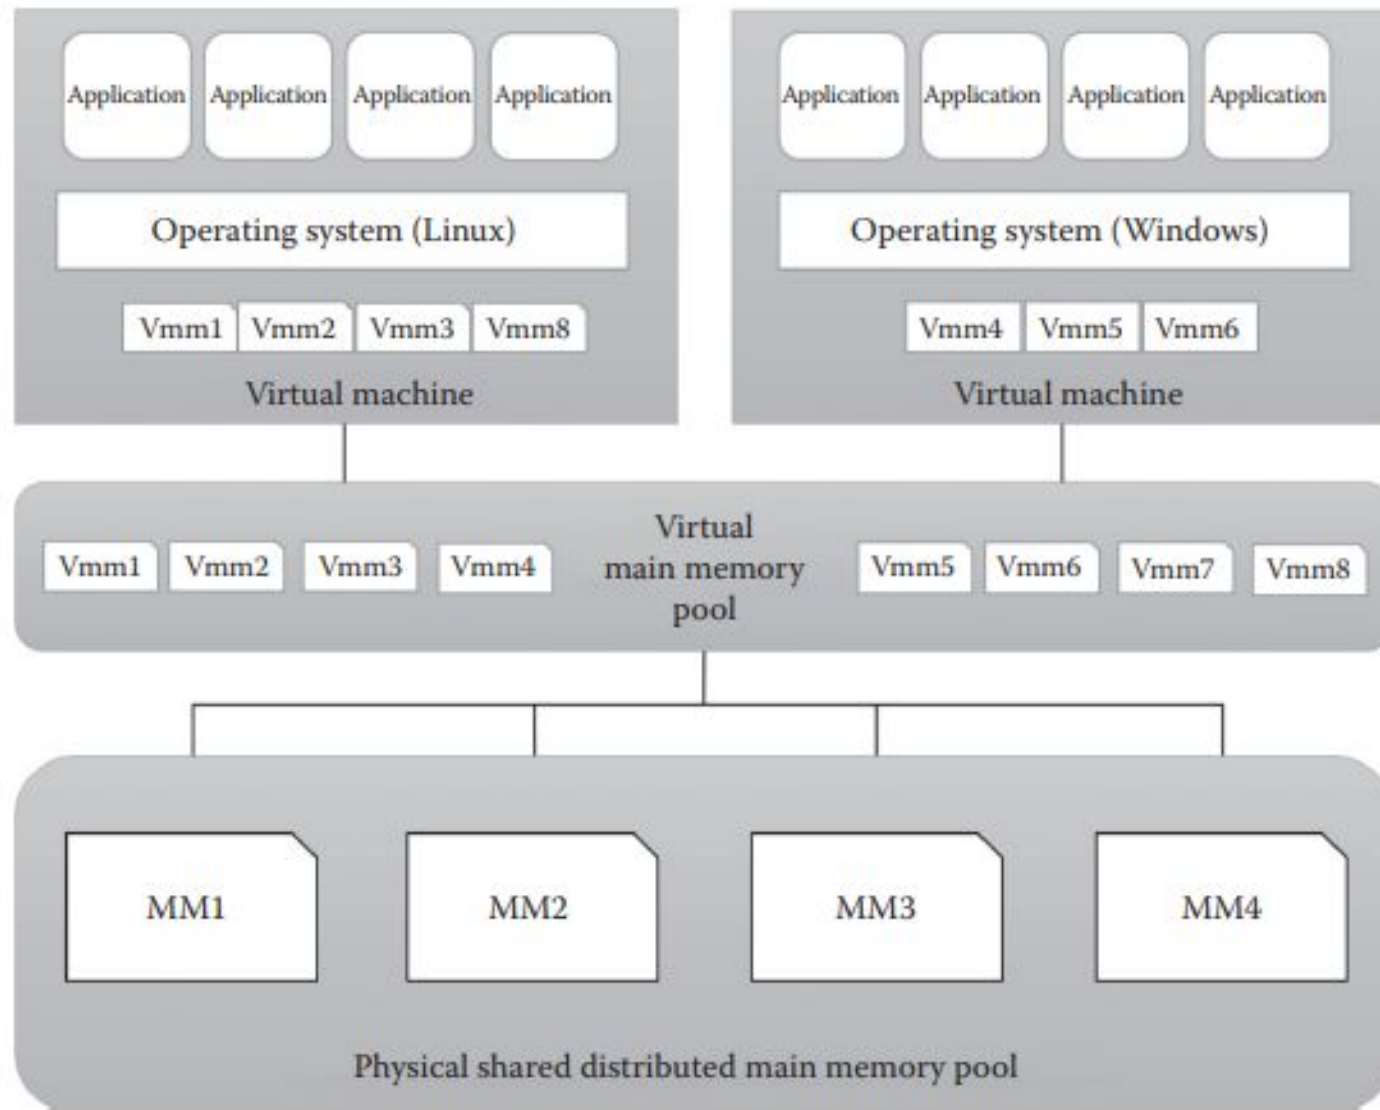 Application Application Application Application
Application Application Application Application
Operating system (Linux)
Operating system (Windows)
Vmm1 Vmm2 Vmm3 Vmm8
Vmm4 Vmm5 Vmm6
Virtual machine
Virtual machine
Vmm1 Vmm2 Vmm3 Vmm4
Virtual
main memory
pool
Vmm5 Vmm6 Vmm7 Vmm8
MM1
MM2
MM3
MM4
Physical shared distributed main memory pool